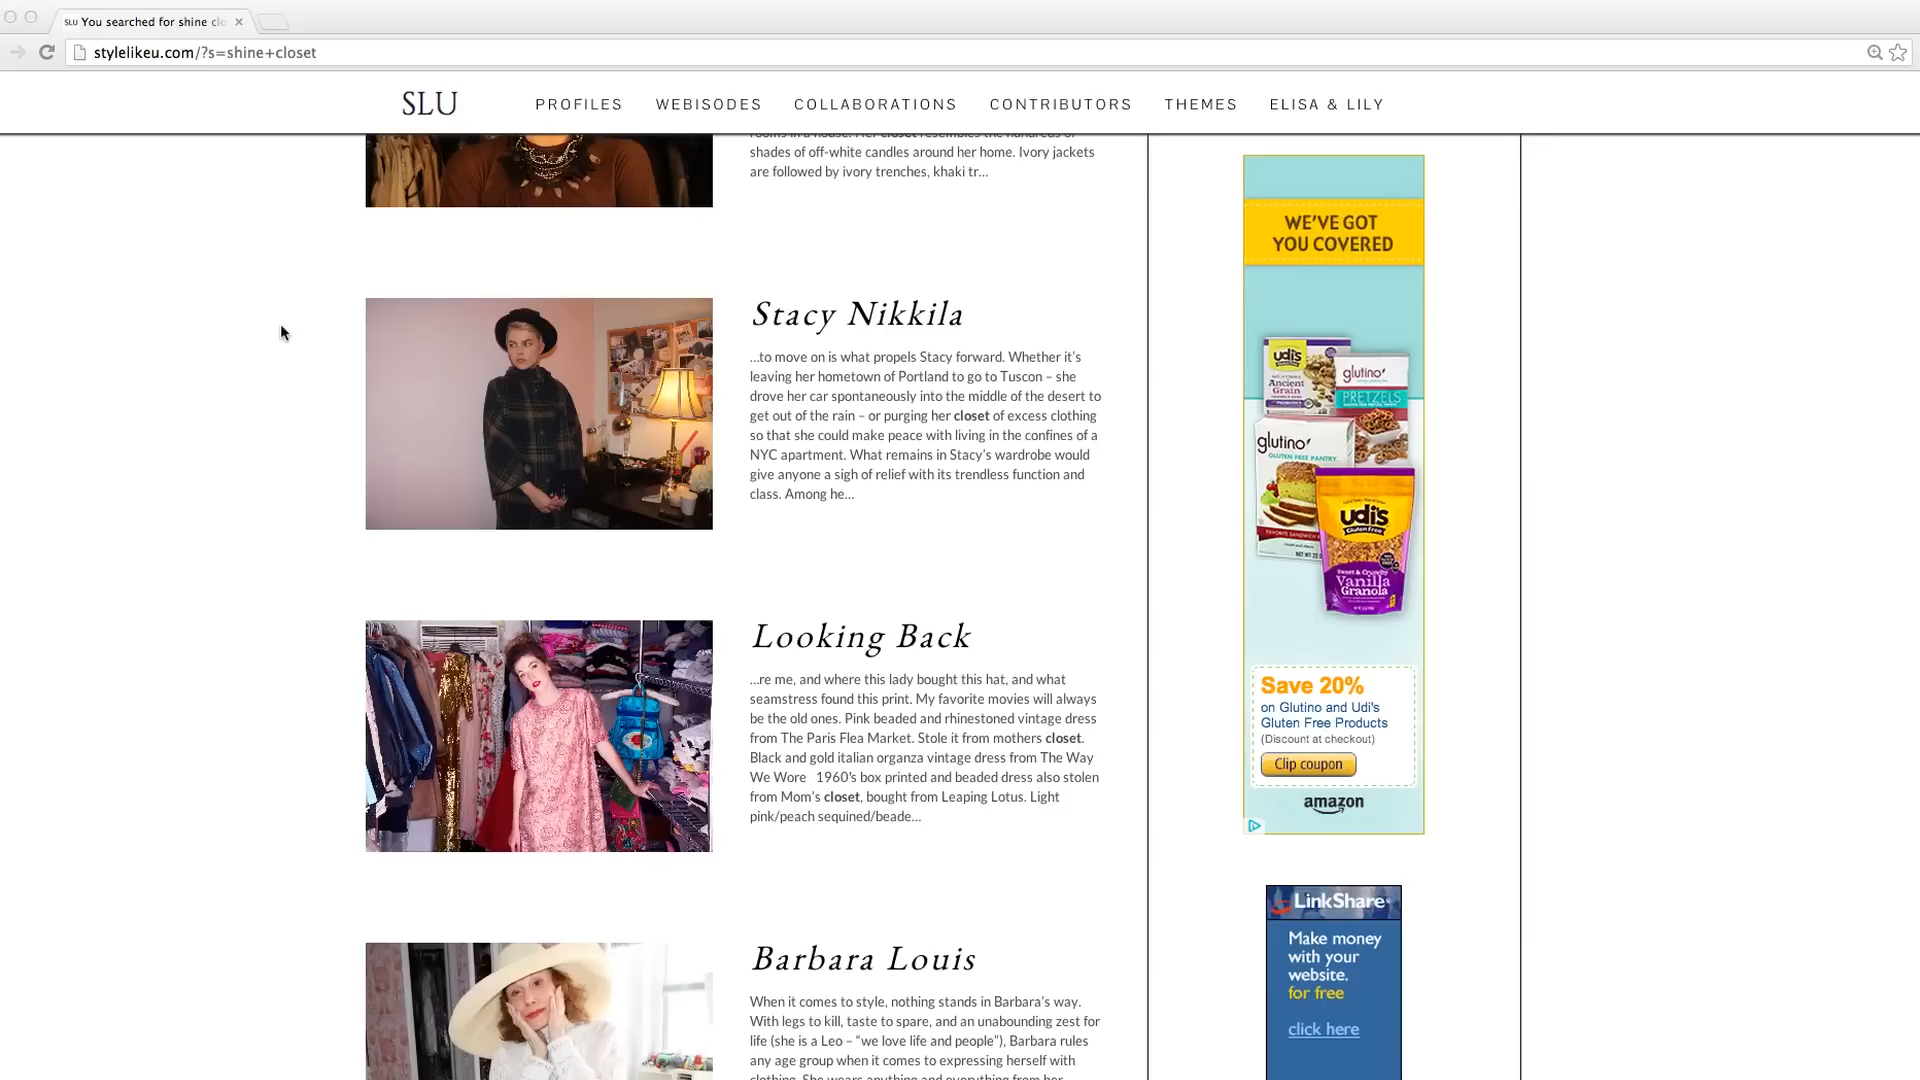 SLU You searched for shine clo
stylelikeu.com/?s=shine+closet
SLU
PROFILES
WEBISODES
COLLABORATIONS
CONTRIBUTORS
THEMES
ELISA & LILY
rooms in a house. Her closet resembles the hundreds of
shades of off-white candles around her home. Ivory jackets
are followed by ivory trenches, khaki tr...
Stacy Nikkila
...to move on is what propels Stacy forward. Whether it's
leaving her hometown of Portland to go to Tuscon – she
drove her car spontaneously into the middle of the desert to
get out of the rain – or purging her closet of excess clothing
so that she could make peace with living in the confines of a
NYC apartment. What remains in Stacy's wardrobe would
give anyone a sigh of relief with its trendless function and
class. Among he...
Looking Back
...re me, and where this lady bought this hat, and what
seamstress found this print. My favorite movies will always
be the old ones. Pink beaded and rhinestoned vintage dress
from The Paris Flea Market. Stole it from mothers closet.
Black and gold italian organza vintage dress from The Way
We Wore   1960's box printed and beaded dress also stolen
from Mom's closet, bought from Leaping Lotus. Light
pink/peach sequined/beade...
Barbara Louis
When it comes to style, nothing stands in Barbara's way.
With legs to kill, taste to spare, and an unabounding zest for
life (she is a Leo – “we love life and people”), Barbara rules
any age group when it comes to expressing herself with
clothing. She wears anything and everything from her
WE'VE GOT
YOU COVERED
udi's
Ancient
Grain
glutino
PRETZELS
glutino
GLUTEN FREE PANTRY
FAVORITE SANDWICH
udi's
Gluten Free
Sweet & Crunchy
Vanilla
Granola
Save 20%
on Glutino and Udi's
Gluten Free Products
(Discount at checkout)
Clip coupon
amazon
LinkShare
Make money
with your
website.
for free
click here